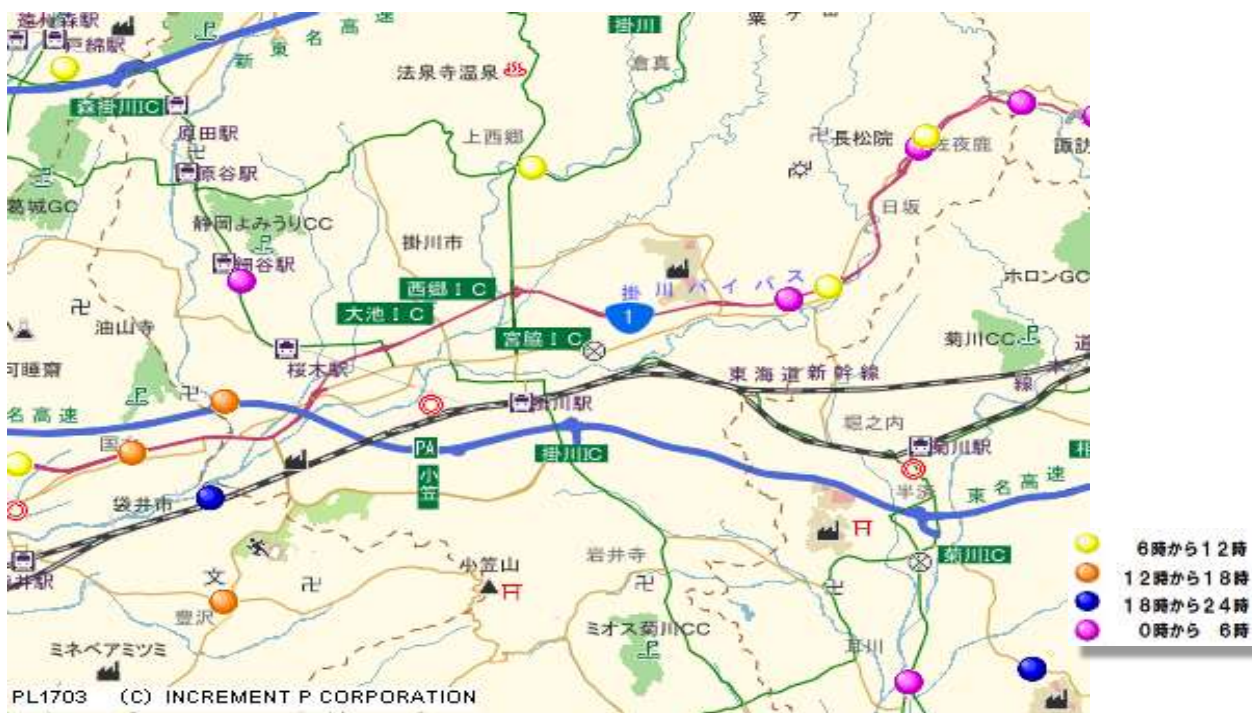 遠州森駅
戸綿駅
新東名高速
掛川
粟ヶ岳
倉真
法泉寺温泉
森掛川IC
原田駅
上西郷
長松院
佐夜鹿
諏訪
原谷駅
葛城GC
静岡よみうりCC
日坂
掛川市
細谷駅
ホロンGC
西郷IC
掛川バイパス
大池IC
1
油山寺
宮脇IC
菊川CC
可睡齋
桜木駅
東海道新幹線
名高速
掛川駅
堀之内
国本
PA
小笠
掛川IC
菊川駅
相
袋井市
半済
東名高速
6時から12時
岩井寺
菊川IC
井駅
小笠山
文
12時から18時
豊沢
18時から24時
ミオス菊川CC
耳川
0時から 6時
ミネベアミツミ
PL1703 (C) INCREMENT P CORPORATION